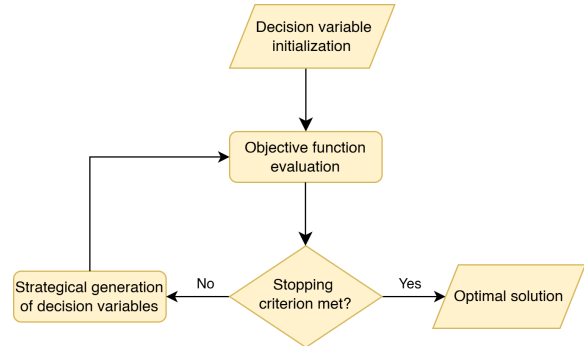 Decision variable
initialization
Objective function
evaluation
Strategical generation
of decision variables
No
Stopping
criterion met?
Yes
Optimal solution